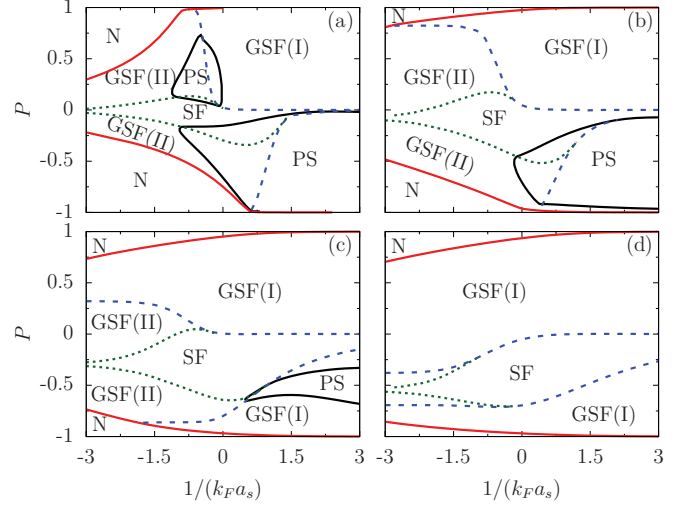 1 (a) (b)
N N
GSF(I) GSF(I)
0.5
N
P GSF(II) PS GSF(II)
0
SF SF
GSF(II)
-0.5 PS GSF(II) PS
N N
-1
1 (c) (d)
N N
0.5
GSF(I) GSF(I)
P GSF(II)
0
SF SF
-0.5 GSF(II) PS
N GSF(I) N GSF(I)
-1
-3 -1.5 0 1.5 3 -3 -1.5 0 1.5 3
1/(k_F a_s) 1/(k_F a_s)